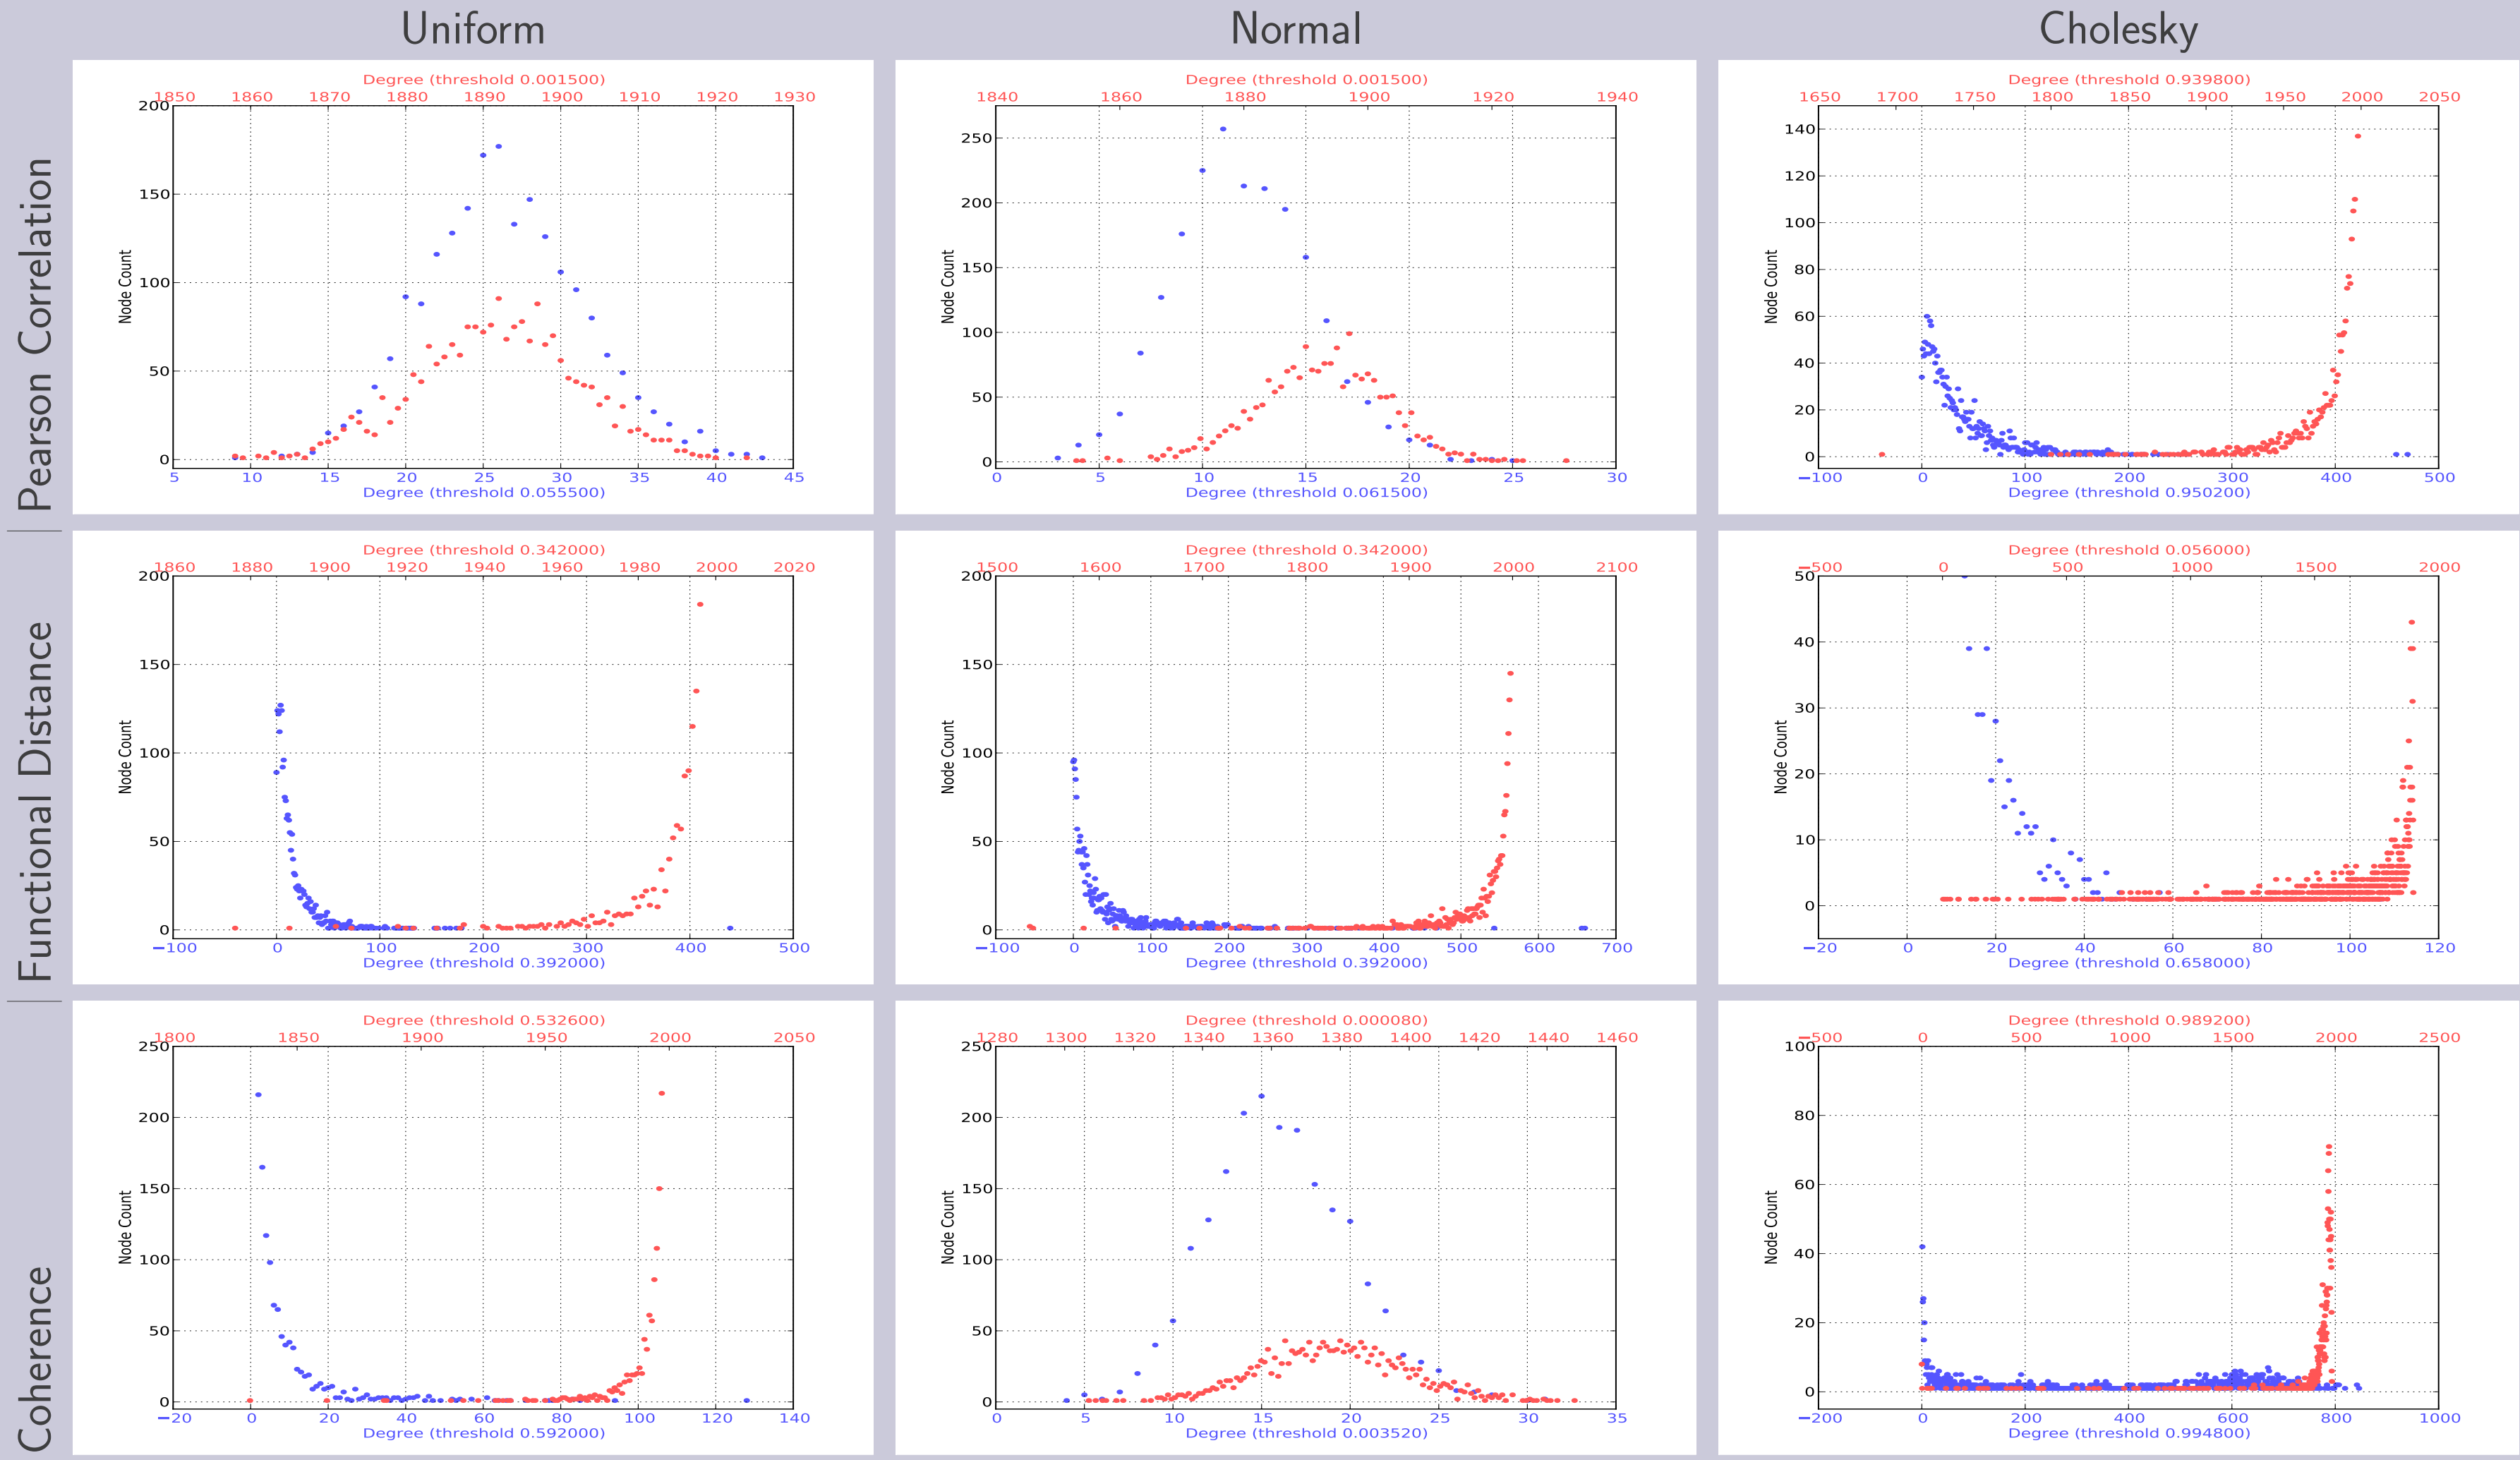 Uniform Normal Cholesky
Pearson Correlation
Degree (threshold 0.001500)
1850 1860 1870 1880 1890 1900 1910 1920 1930
200
150
100
50
0
Node Count
5 10 15 20 25 30 35 40 45
Degree (threshold 0.055500)
Degree (threshold 0.001500)
1840 1860 1880 1900 1920 1940
250
200
150
100
50
0
Node Count
0 5 10 15 20 25 30
Degree (threshold 0.061500)
Degree (threshold 0.939800)
1650 1700 1750 1800 1850 1900 1950 2000 2050
140
120
100
80
60
40
20
0
Node Count
−100 0 100 200 300 400 500
Degree (threshold 0.950200)
Functional Distance
Degree (threshold 0.342000)
1860 1880 1900 1920 1940 1960 1980 2000 2020
200
150
100
50
0
Node Count
−100 0 100 200 300 400 500
Degree (threshold 0.392000)
Degree (threshold 0.342000)
1500 1600 1700 1800 1900 2000 2100
200
150
100
50
0
Node Count
−100 0 100 200 300 400 500 600 700
Degree (threshold 0.392000)
Degree (threshold 0.056000)
−500 0 500 1000 1500 2000
50
40
30
20
10
0
Node Count
−20 0 20 40 60 80 100 120
Degree (threshold 0.658000)
Coherence
Degree (threshold 0.532600)
1800 1850 1900 1950 2000 2050
250
200
150
100
50
0
Node Count
−20 0 20 40 60 80 100 120 140
Degree (threshold 0.592000)
Degree (threshold 0.000080)
1280 1300 1320 1340 1360 1380 1400 1420 1440 1460
250
200
150
100
50
0
Node Count
0 5 10 15 20 25 30 35
Degree (threshold 0.003520)
Degree (threshold 0.989200)
−500 0 500 1000 1500 2000 2500
100
80
60
40
20
0
Node Count
−200 0 200 400 600 800 1000
Degree (threshold 0.994800)